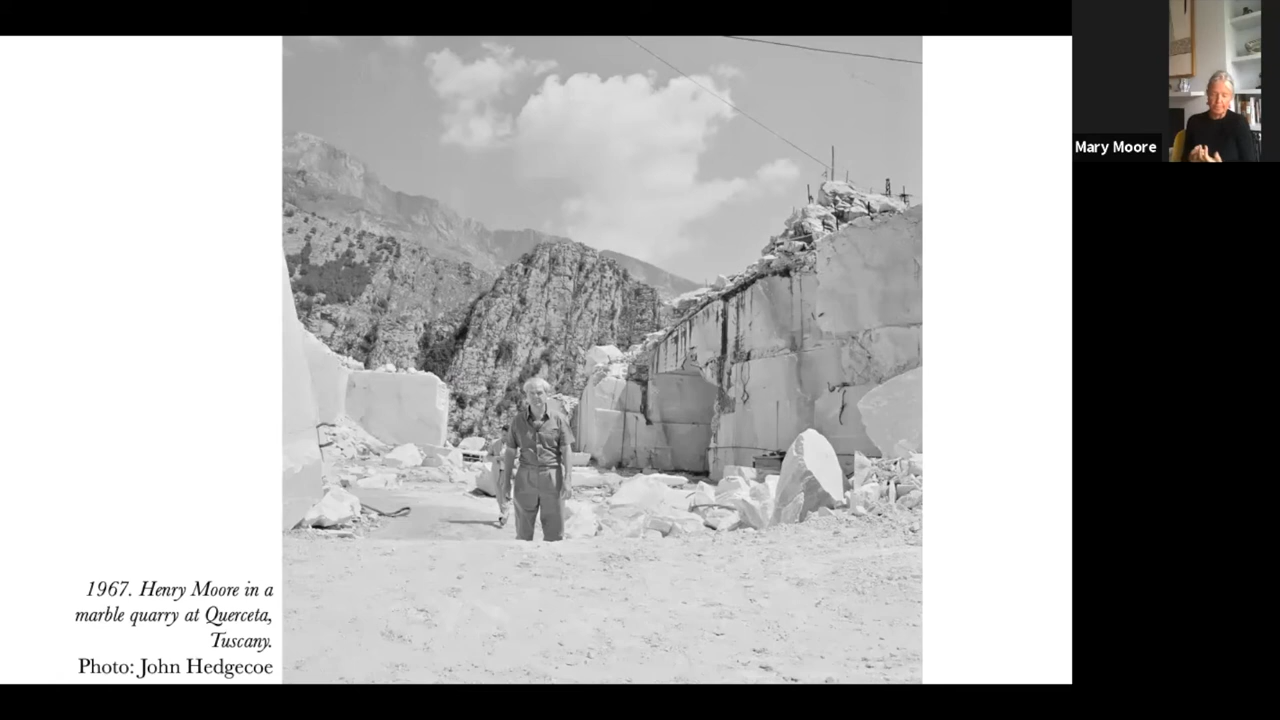 Mary Moore
1967. Henry Moore in a
marble quarry at Querceta,
Tuscany.
Photo: John Hedgecoe